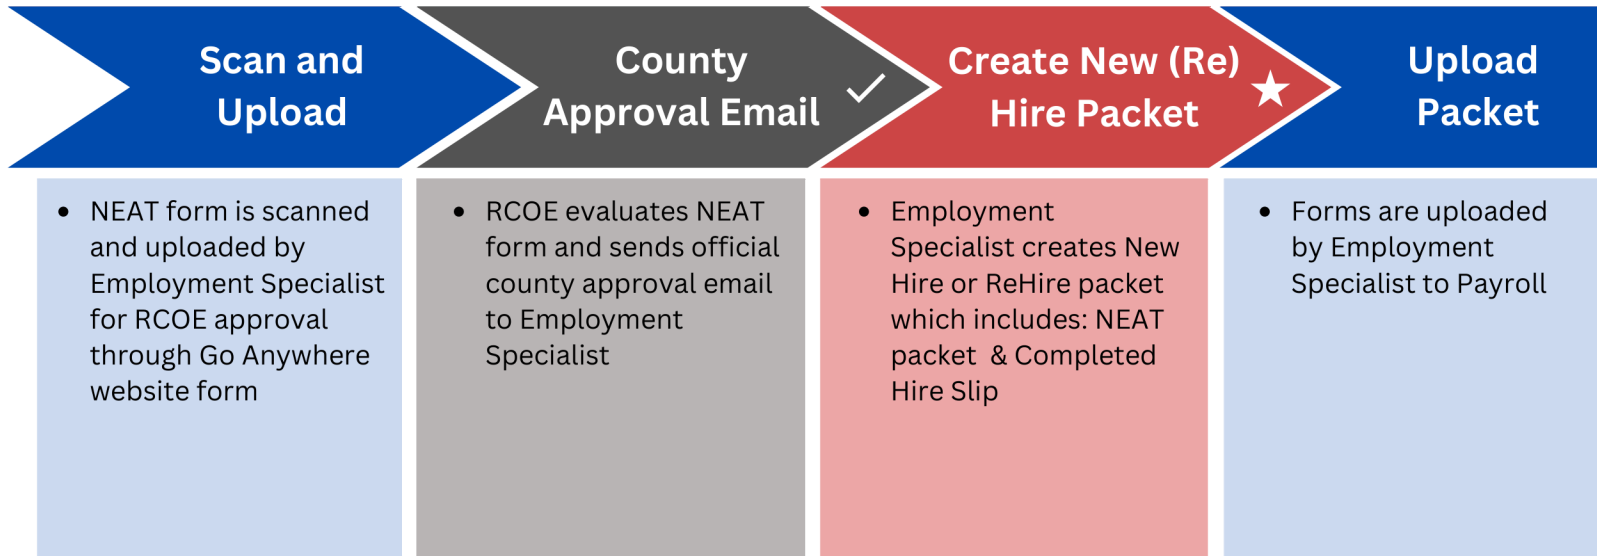 Scan and
Upload
County
Approval Email
Create New (Re)
Hire Packet
Upload
Packet
• NEAT form is scanned
and uploaded by
Employment Specialist
for RCOE approval
through Go Anywhere
website form
• RCOE evaluates NEAT
form and sends official
county approval email
to Employment
Specialist
• Employment
Specialist creates New
Hire or ReHire packet
which includes: NEAT
packet & Completed
Hire Slip
• Forms are uploaded
by Employment
Specialist to Payroll